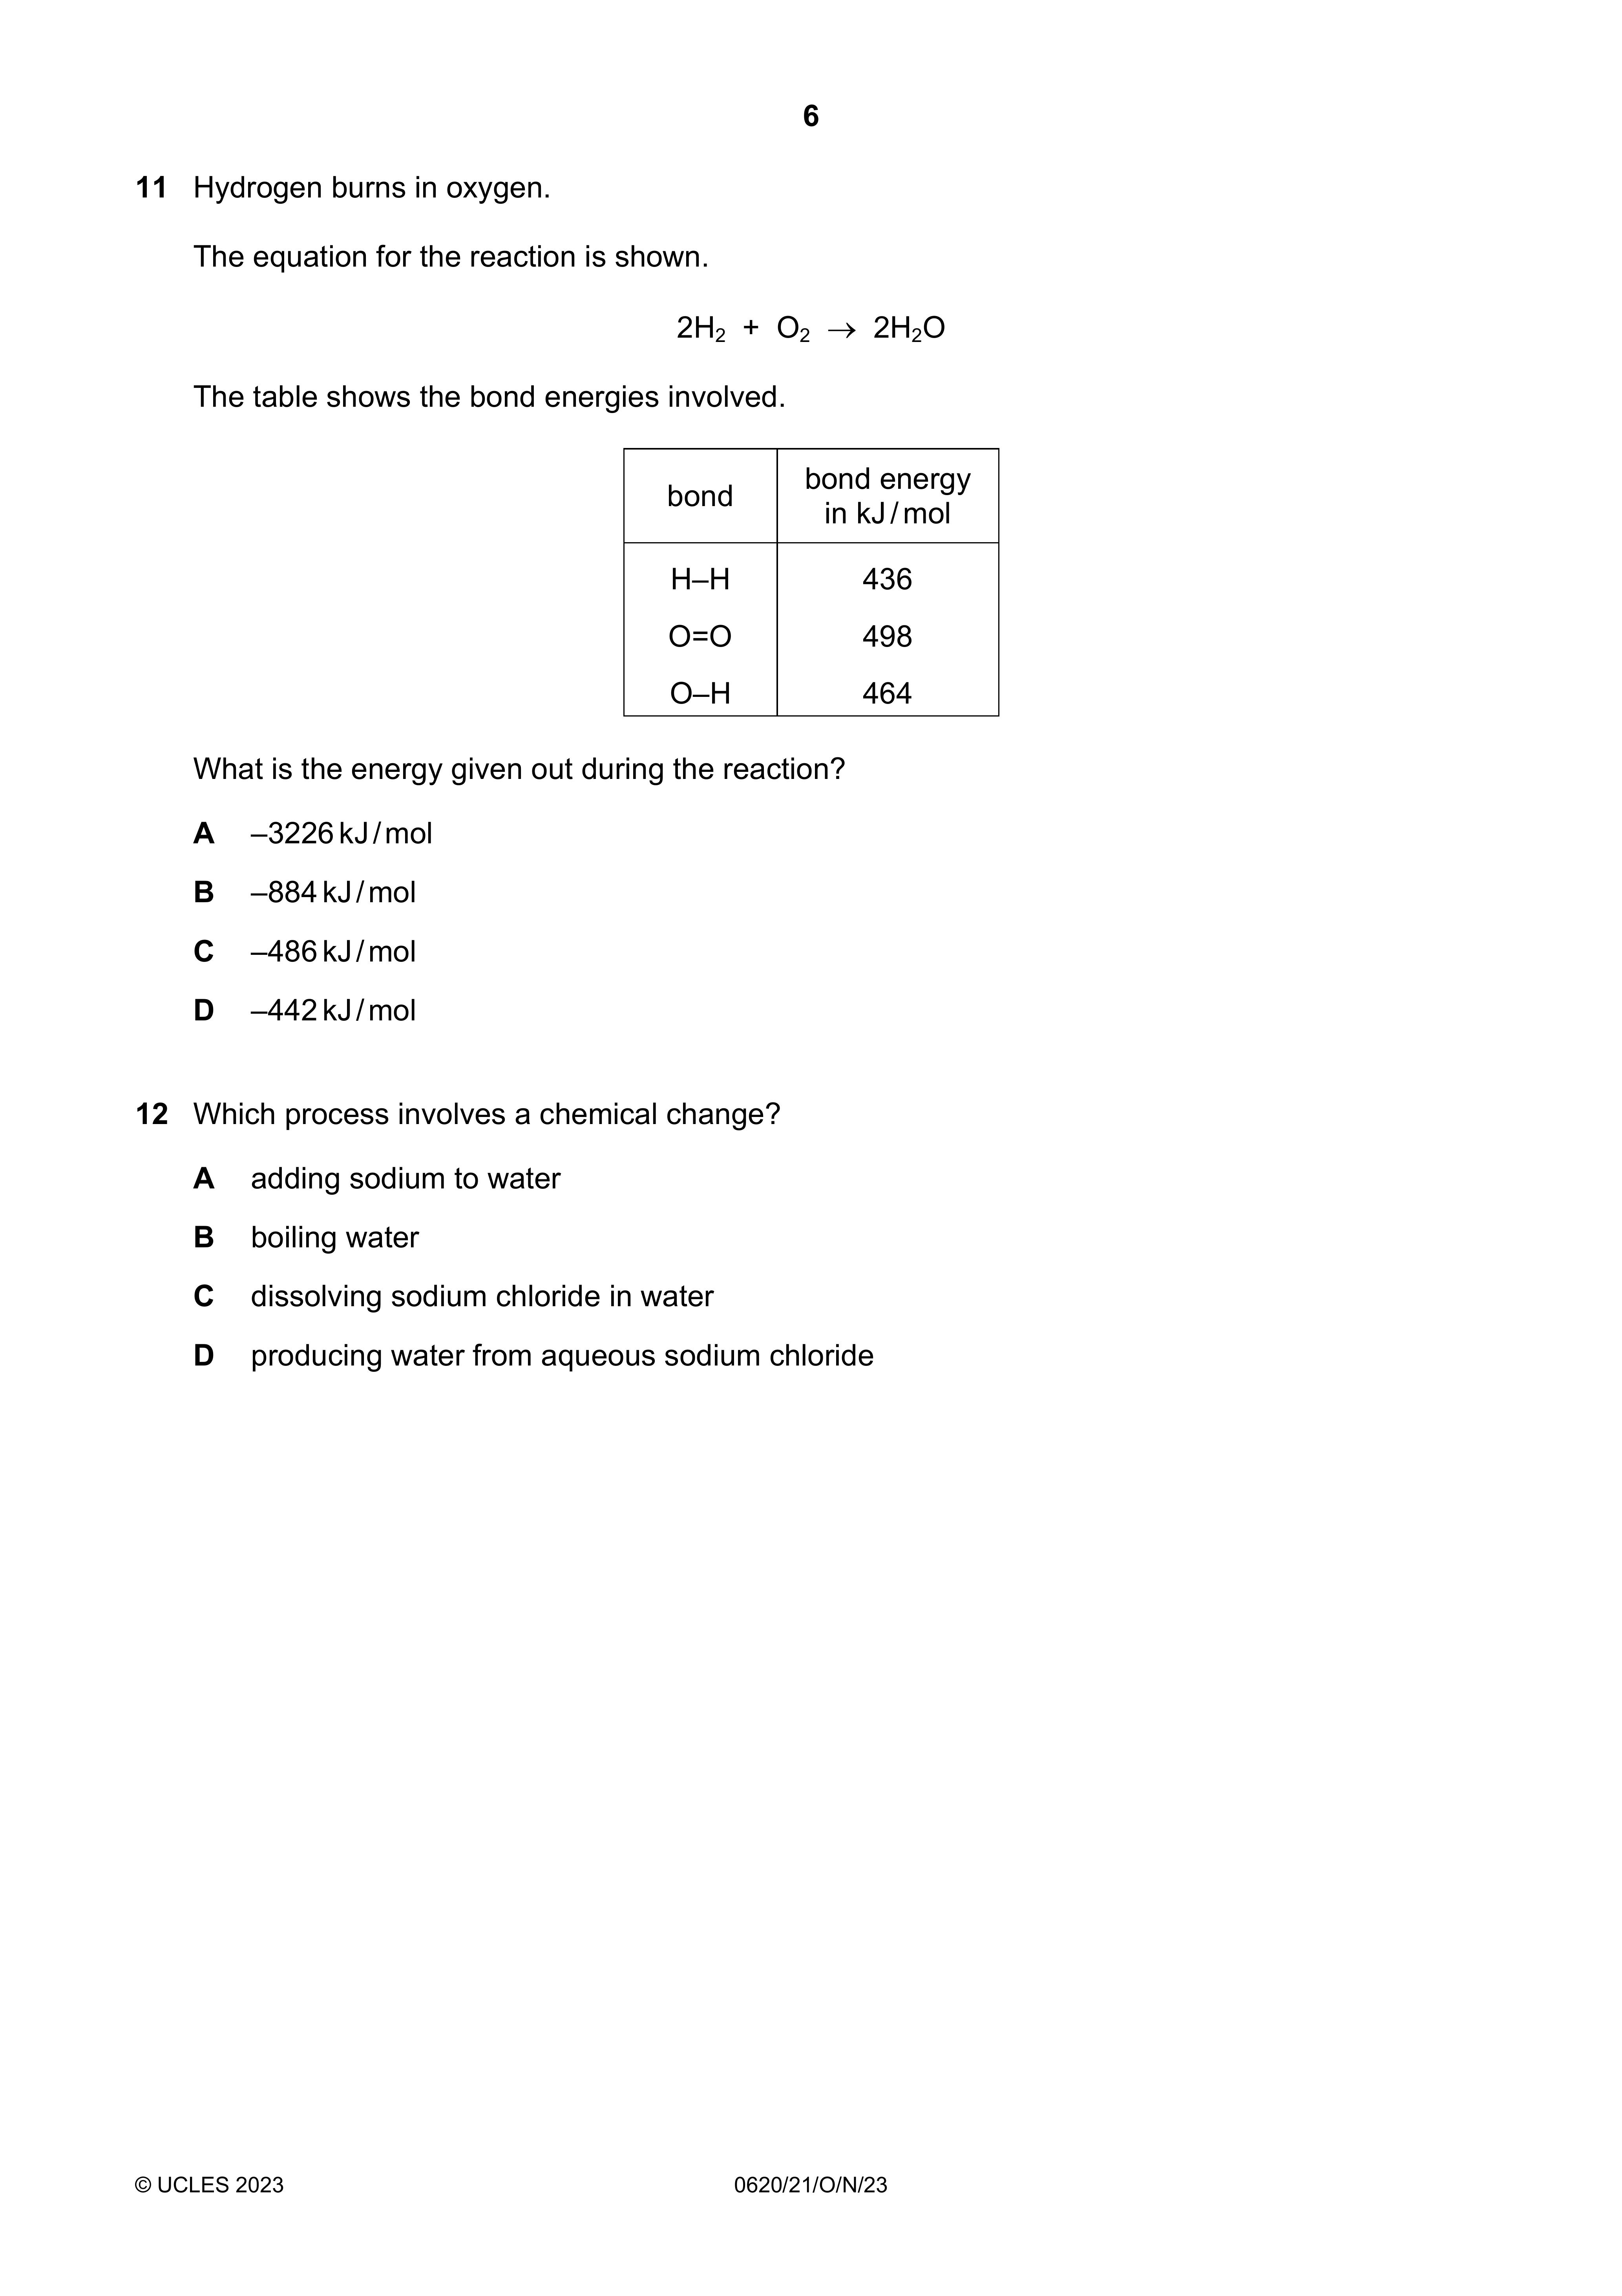 6
11 Hydrogen burns in oxygen.
The equation for the reaction is shown.
2H₂ + O₂ → 2H₂O
The table shows the bond energies involved.
bond
bond energy
in kJ / mol
H–H 436
O=O 498
O–H 464
What is the energy given out during the reaction?
A –3226 kJ / mol
B –884 kJ / mol
C –486 kJ / mol
D –442 kJ / mol
12 Which process involves a chemical change?
A adding sodium to water
B boiling water
C dissolving sodium chloride in water
D producing water from aqueous sodium chloride
© UCLES 2023 0620/21/O/N/23